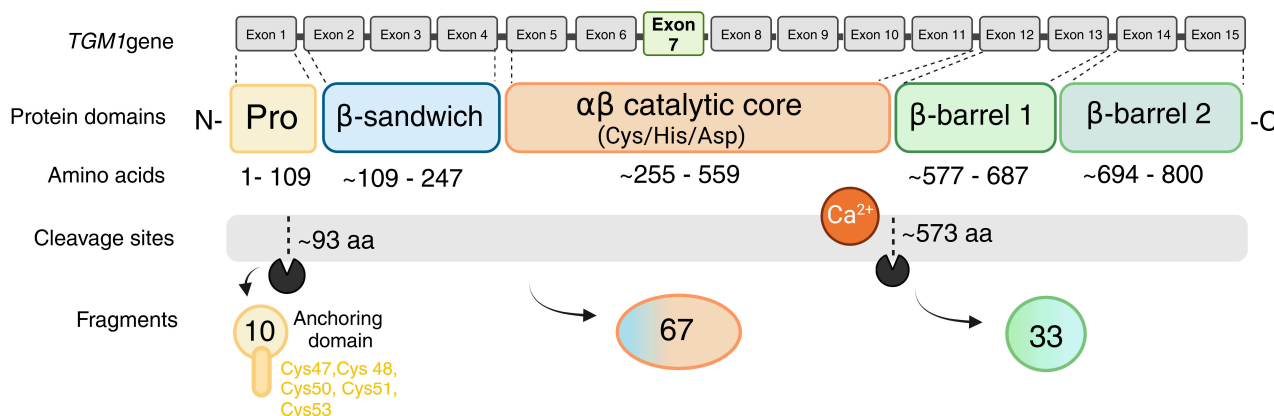 TGM1gene
Exon 1 Exon 2 Exon 3 Exon 4 Exon 5 Exon 6 Exon 7 Exon 8 Exon 9 Exon 10 Exon 11 Exon 12 Exon 13 Exon 14 Exon 15
Protein domains
N- Pro β-sandwich αβ catalytic core β-barrel 1 β-barrel 2 -C
(Cys/His/Asp)
Amino acids 1- 109 ~109 - 247 ~255 - 559 ~577 - 687 ~694 - 800
Ca²⁺
Cleavage sites ~93 aa ~573 aa
Fragments 10 Anchoring
domain
67 33
Cys47,Cys 48,
Cys50, Cys51,
Cys53